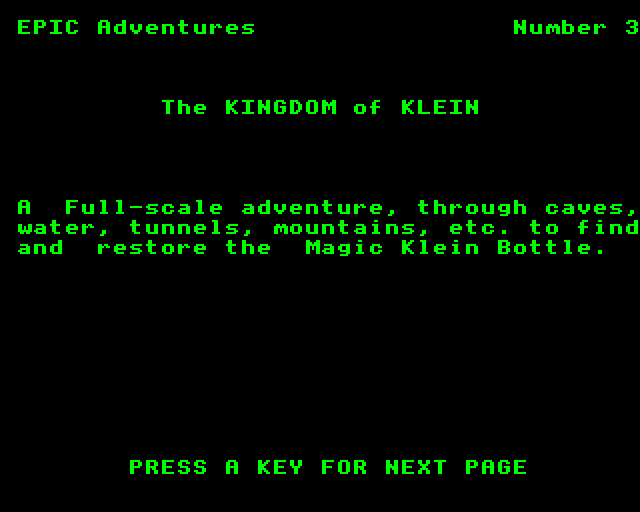 EPIC Adventures                Number 3
The KINGDOM of KLEIN
A  Full-scale adventure, through caves,
water, tunnels, mountains, etc. to find
and  restore the  Magic Klein Bottle.
PRESS A KEY FOR NEXT PAGE